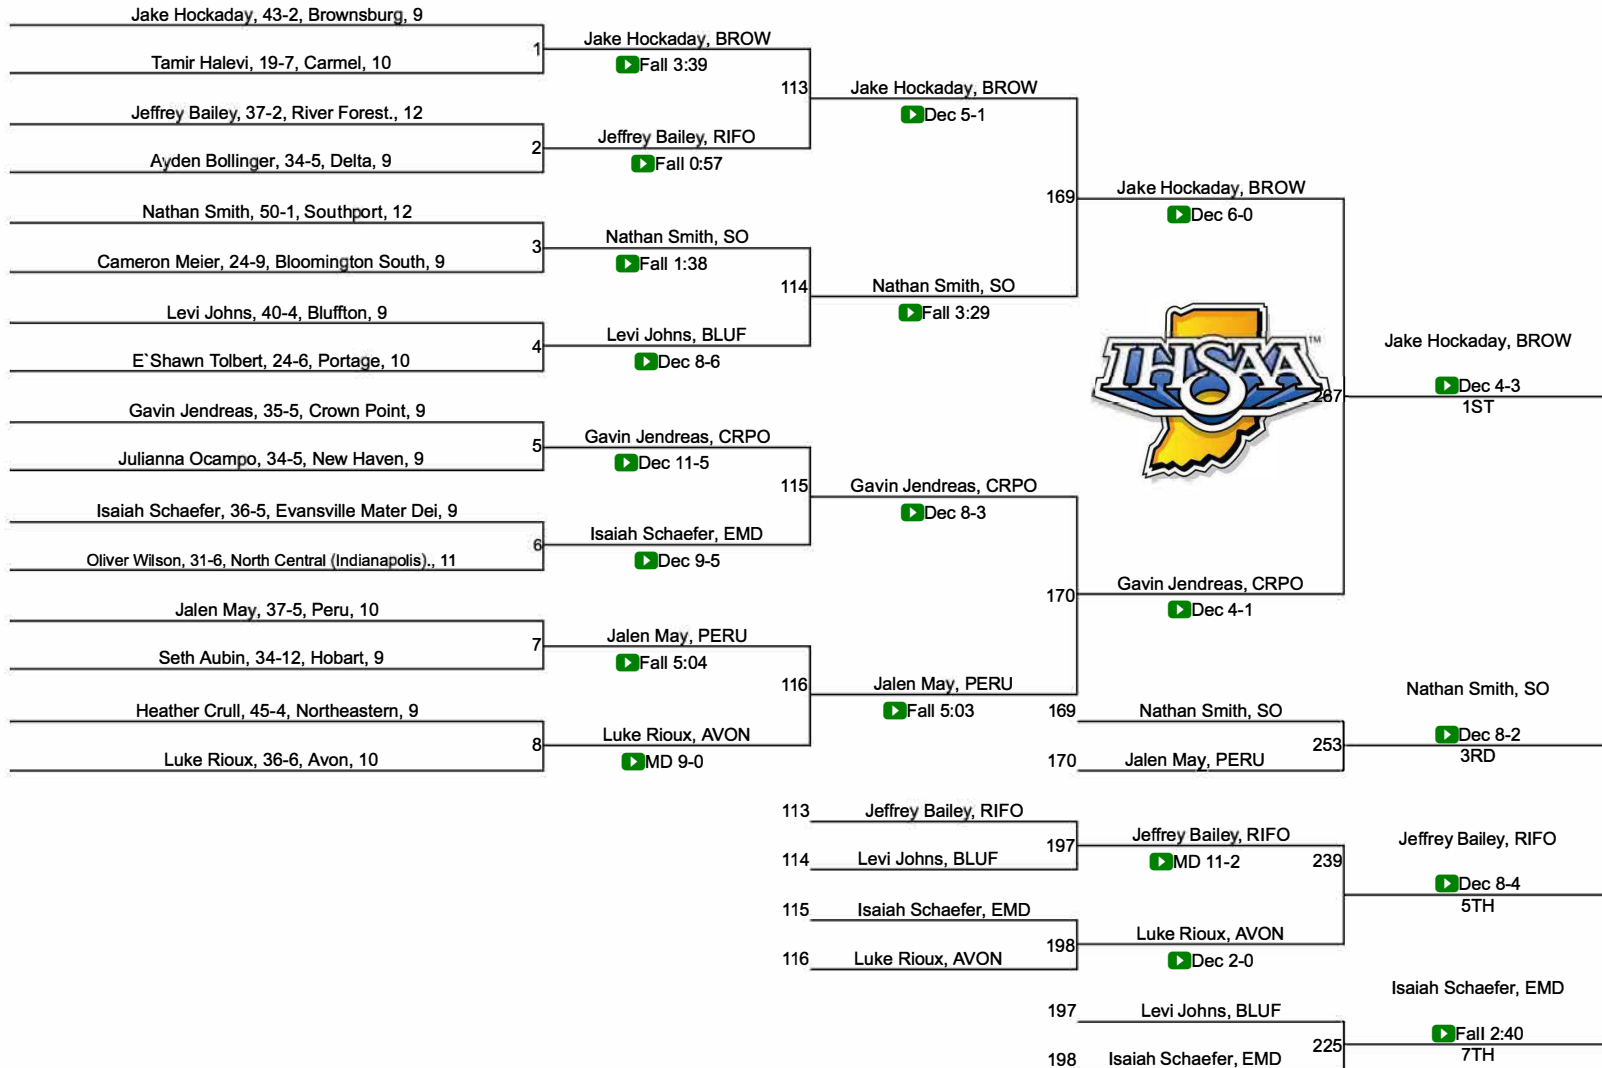 Jake Hockaday, 43-2, Brownsburg, 9
1
Tamir Halevi, 19-7, Carmel, 10
Jake Hockaday, BROW
Fall 3:39
113
Jeffrey Bailey, 37-2, River Forest., 12
2
Ayden Bollinger, 34-5, Delta, 9
Jeffrey Bailey, RIFO
Fall 0:57
Jake Hockaday, BROW
Dec 5-1
169
Nathan Smith, 50-1, Southport, 12
3
Cameron Meier, 24-9, Bloomington South, 9
Nathan Smith, SO
Fall 1:38
114
Levi Johns, 40-4, Bluffton, 9
4
E`Shawn Tolbert, 24-6, Portage, 10
Levi Johns, BLUF
Dec 8-6
Nathan Smith, SO
Fall 3:29
Jake Hockaday, BROW
Dec 6-0
IHSAA
TM
267
Jake Hockaday, BROW
Dec 4-3
1ST
Gavin Jendreas, 35-5, Crown Point, 9
5
Julianna Ocampo, 34-5, New Haven, 9
Gavin Jendreas, CRPO
Dec 11-5
115
Isaiah Schaefer, 36-5, Evansville Mater Dei, 9
6
Oliver Wilson, 31-6, North Central (Indianapolis)., 11
Isaiah Schaefer, EMD
Dec 9-5
Gavin Jendreas, CRPO
Dec 8-3
170
Gavin Jendreas, CRPO
Dec 4-1
Jalen May, 37-5, Peru, 10
7
Seth Aubin, 34-12, Hobart, 9
Jalen May, PERU
Fall 5:04
116
Heather Crull, 45-4, Northeastern, 9
8
Luke Rioux, 36-6, Avon, 10
Luke Rioux, AVON
MD 9-0
Jalen May, PERU
Fall 5:03
169
Nathan Smith, SO
253
170
Jalen May, PERU
Nathan Smith, SO
Dec 8-2
3RD
113
Jeffrey Bailey, RIFO
197
114
Levi Johns, BLUF
Jeffrey Bailey, RIFO
MD 11-2
239
115
Isaiah Schaefer, EMD
198
116
Luke Rioux, AVON
Luke Rioux, AVON
Dec 2-0
Jeffrey Bailey, RIFO
Dec 8-4
5TH
197
Levi Johns, BLUF
225
198
Isaiah Schaefer, EMD
Isaiah Schaefer, EMD
Fall 2:40
7TH